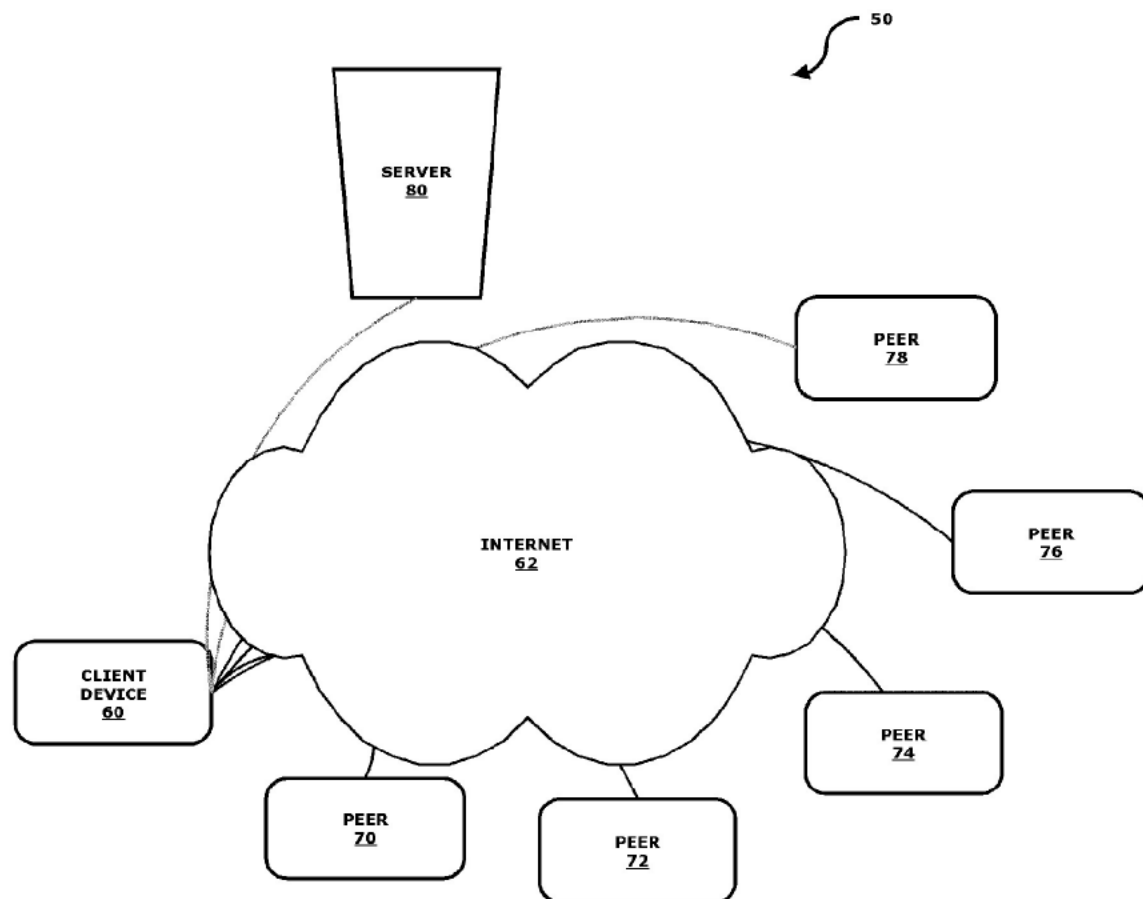 50
SERVER
80
PEER
78
PEER
76
INTERNET
62
CLIENT
DEVICE
60
PEER
74
PEER
70
PEER
72